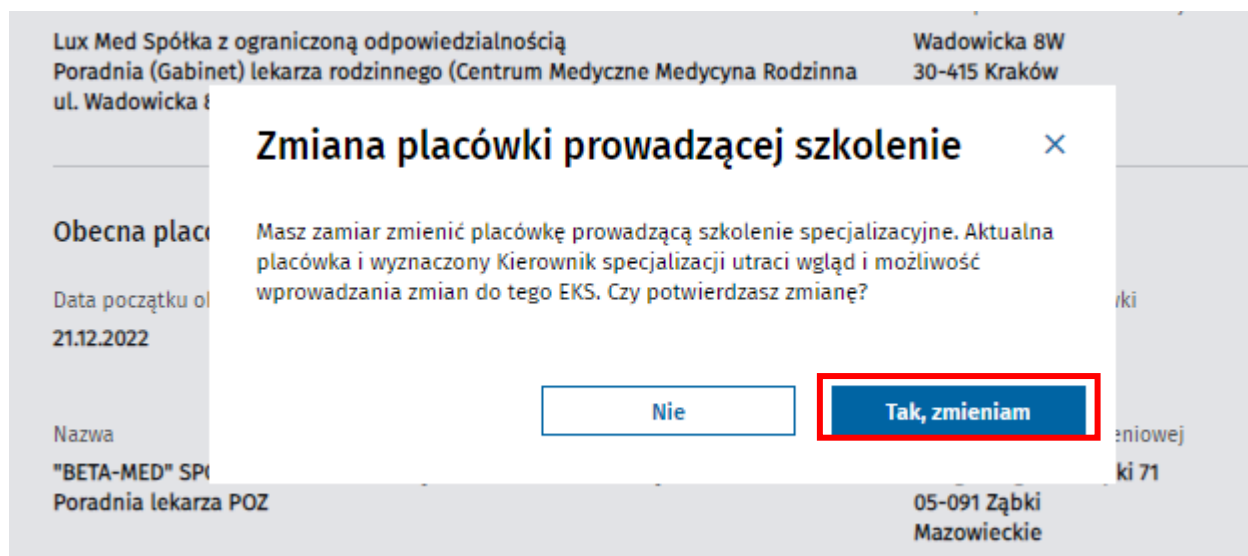 Lux Med Spółka z ograniczoną odpowiedzialnością
Poradnia (Gabinet) lekarza rodzinnego (Centrum Medyczne Medycyna Rodzinna
ul. Wadowicka
Wadowicka 8W
30-415 Kraków
Zmiana placówki prowadzącej szkolenie ×
Masz zamiar zmienić placówkę prowadzącą szkolenie specjalizacyjne. Aktualna
placówka i wyznaczony Kierownik specjalizacji utraci wgląd i możliwość
wprowadzania zmian do tego EKS. Czy potwierdzasz zmianę?
Nie
Tak, zmieniam
Obecna
Data początku
21.12.2022
Nazwa
"BETA-MED"
Poradnia lekarza POZ
ki 71
05-091 Ząbki
Mazowieckie